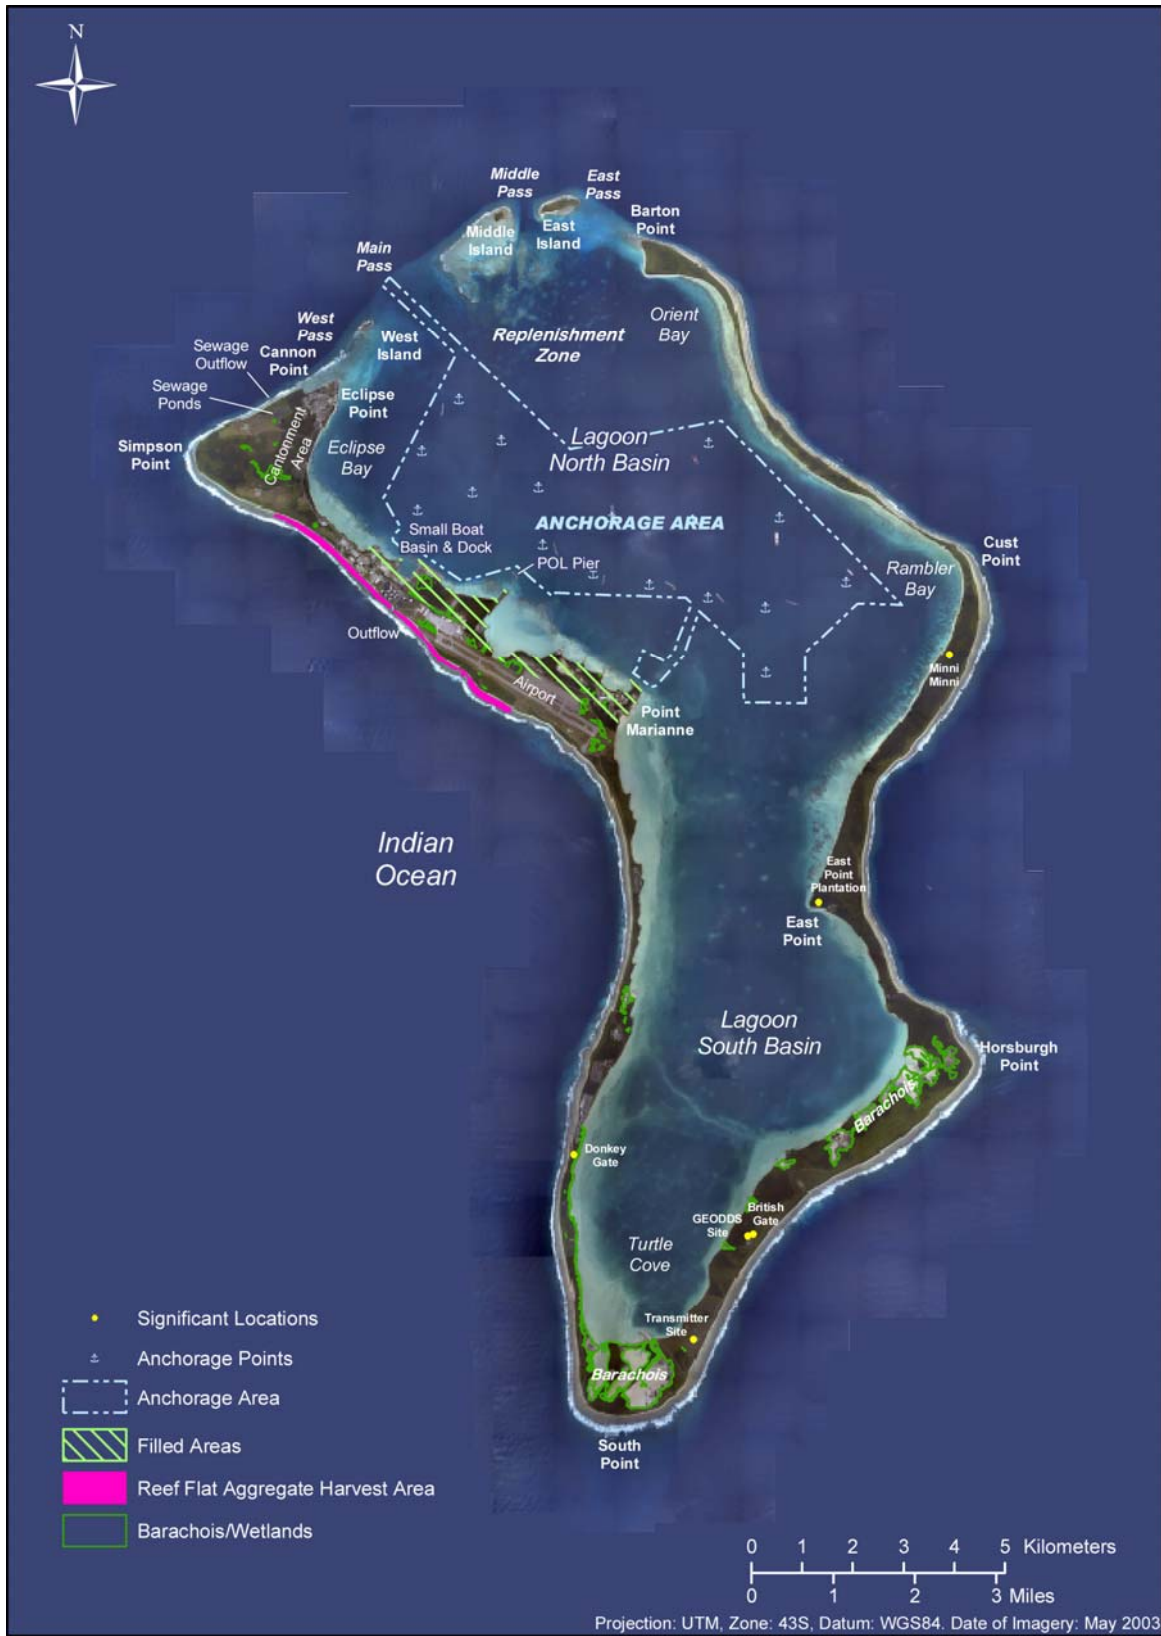 N
Middle
Pass
East
Pass
Barton
Point
Middle
Island
East
Island
Main
Pass
Orient
Bay
West
Pass
West
Island
Replenishment
Zone
Sewage
Outflow
Cannon
Point
Sewage
Ponds
Eclipse
Point
Simpson
Point
Cantonment
Area
Eclipse
Bay
Lagoon
North Basin
ANCHORAGE AREA
Small Boat
Basin & Dock
POL Pier
Cust
Point
Rambler
Bay
Outflow
Minni
Minni
Airport
Point
Marianne
Indian
Ocean
East
Point
Plantation
East
Point
Lagoon
South Basin
Horsburgh
Point
Barachois
Donkey
Gate
British
Gate
GEODDS
Site
Turtle
Cove
Transmitter
Site
Barachois
South
Point
Significant Locations
Anchorage Points
Anchorage Area
Filled Areas
Reef Flat Aggregate Harvest Area
Barachois/Wetlands
0 1 2 3 4 5 Kilometers
0 1 2 3 Miles
Projection: UTM, Zone: 43S, Datum: WGS84. Date of Imagery: May 2003